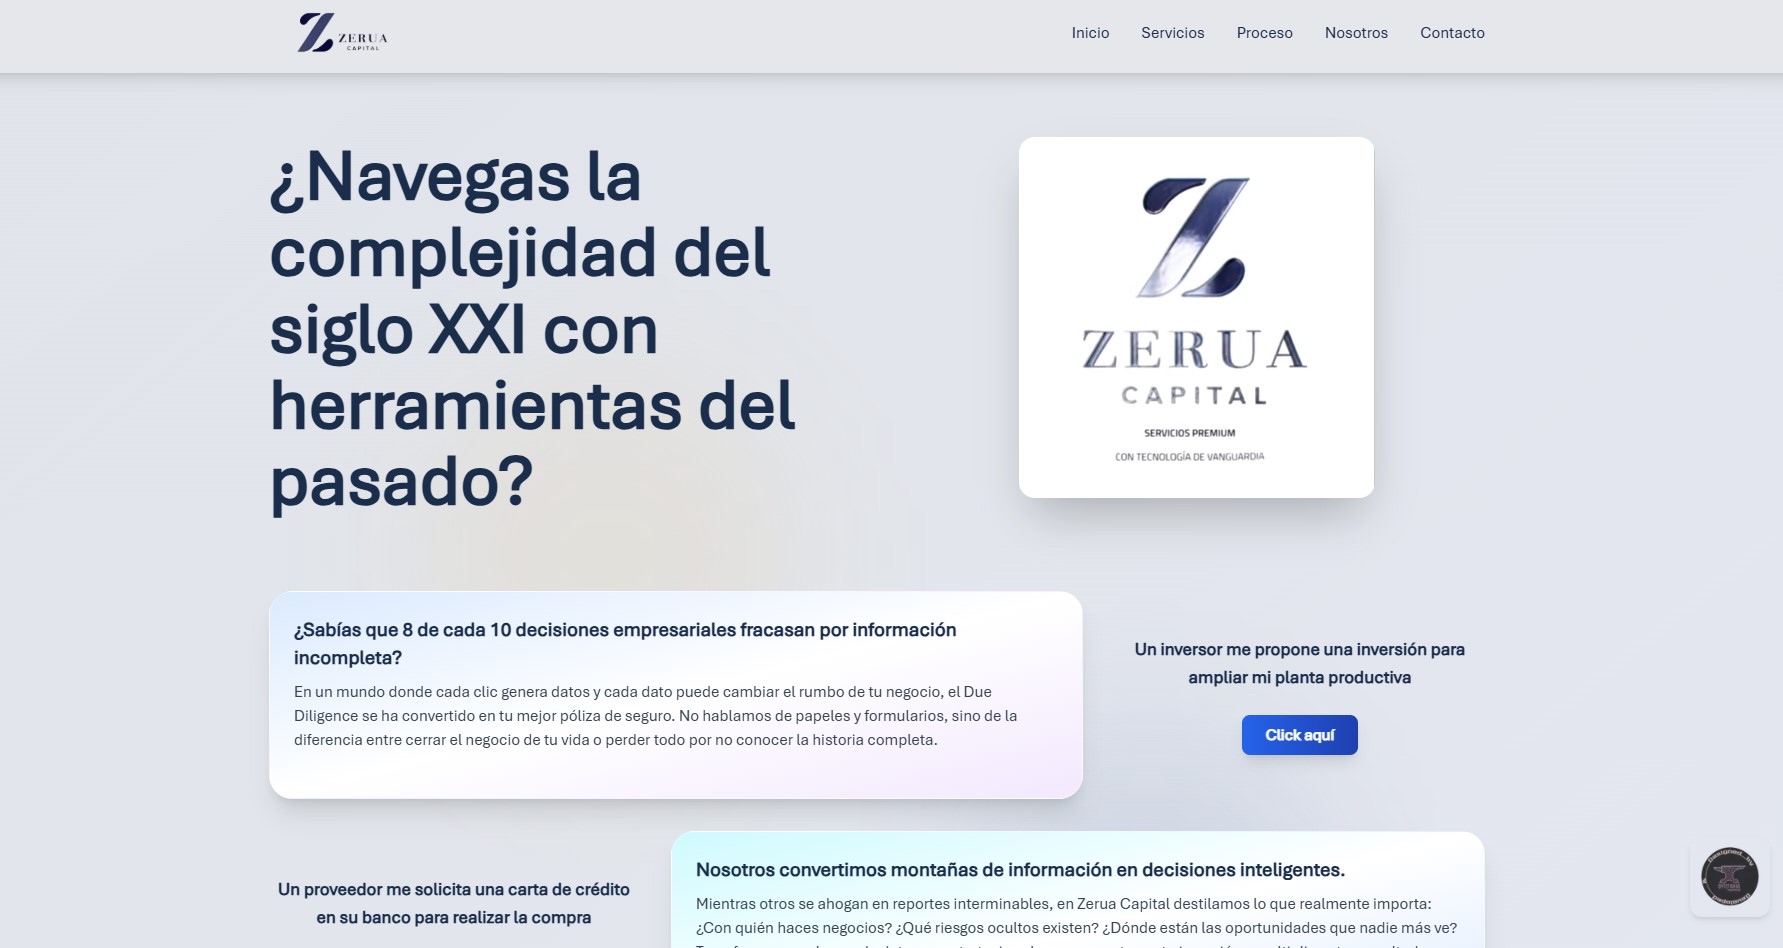 ZERUA
CAPITAL
Inicio
Servicios
Proceso
Nosotros
Contacto
¿Navegas la
complejidad del
siglo XXI con
herramientas del
pasado?
ZERUA
CAPITAL
SERVICIOS PREMIUM
CON TECNOLOGÍA DE VANGUARDIA
¿Sabías que 8 de cada 10 decisiones empresariales fracasan por información
incompleta?
En un mundo donde cada clic genera datos y cada dato puede cambiar el rumbo de tu negocio, el Due
Diligence se ha convertido en tu mejor póliza de seguro. No hablamos de papeles y formularios, sino de la
diferencia entre cerrar el negocio de tu vida o perder todo por no conocer la historia completa.
Un inversor me propone una inversión para
ampliar mi planta productiva
Click aquí
Un proveedor me solicita una carta de crédito
en su banco para realizar la compra
Nosotros convertimos montañas de información en decisiones inteligentes.
Mientras otros se ahogan en reportes interminables, en Zerua Capital destilamos lo que realmente importa:
¿Con quién haces negocios? ¿Qué riesgos ocultos existen? ¿Dónde están las oportunidades que nadie más ve?